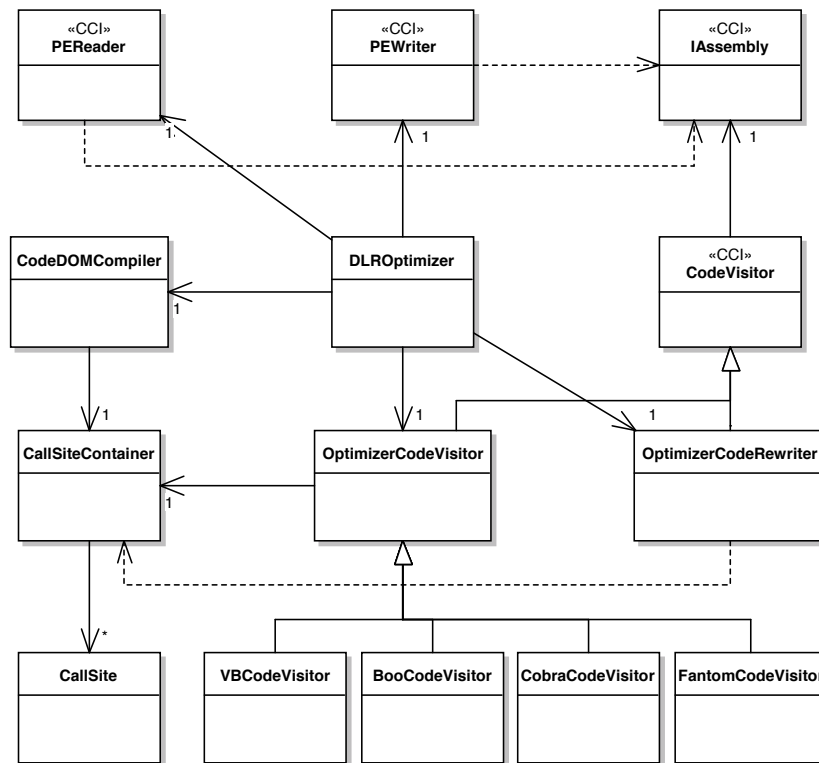 «CCI»
PEReader
«CCI»
PEWriter
«CCI»
IAssembly
1
1
1
CodeDOMCompiler
DLROptimizer
«CCI»
CodeVisitor
1
1
1
1
CallSiteContainer
OptimizerCodeVisitor
OptimizerCodeRewriter
1
*
CallSite
VBCodeVisitor
BooCodeVisitor
CobraCodeVisitor
FantomCodeVisitor